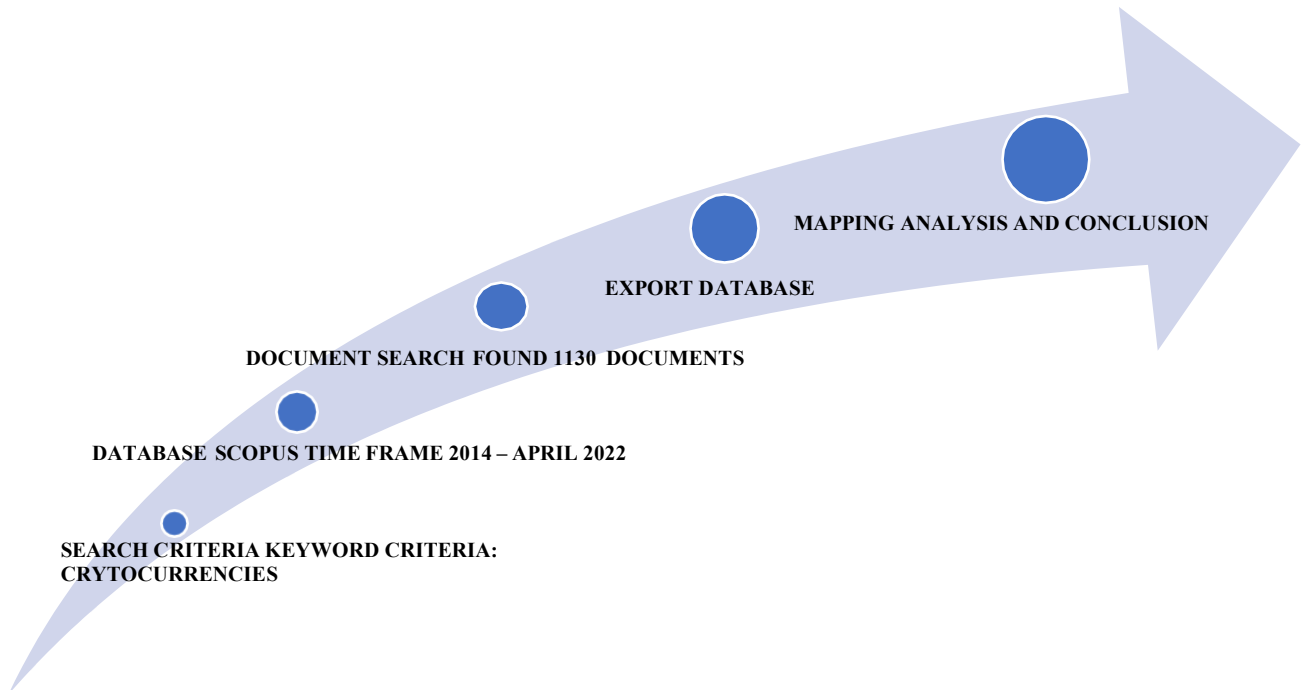 MAPPING ANALYSIS AND CONCLUSION
EXPORT DATABASE
DOCUMENT SEARCH FOUND 1130 DOCUMENTS
DATABASE SCOPUS TIME FRAME 2014 – APRIL 2022
SEARCH CRITERIA KEYWORD CRITERIA:
CRYTOCURRENCIES